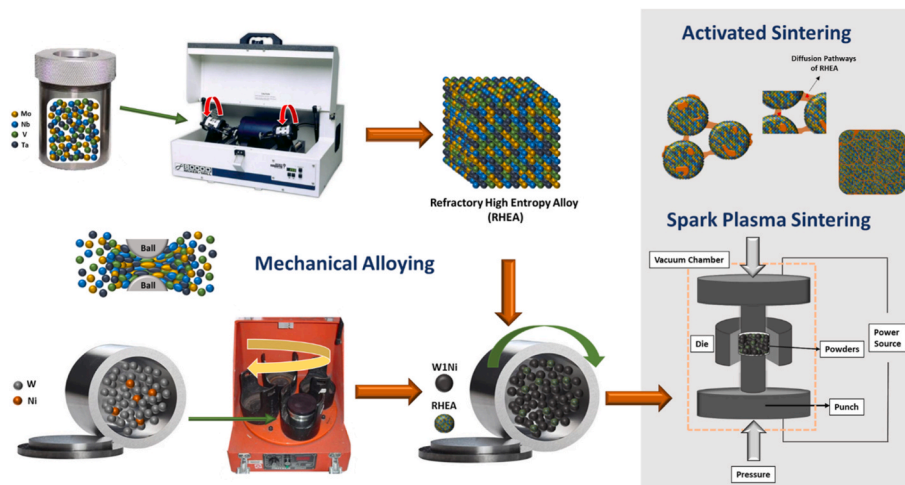 Activated Sintering
Diffusion Pathways
of RHEA
Mo
Nb
V
Ta
Refractory High Entropy Alloy
(RHEA)
Spark Plasma Sintering
Ball
Ball
Mechanical Alloying
Vacuum Chamber
Die
Powders
Power
Source
Punch
Pressure
W
Ni
W1Ni
RHEA